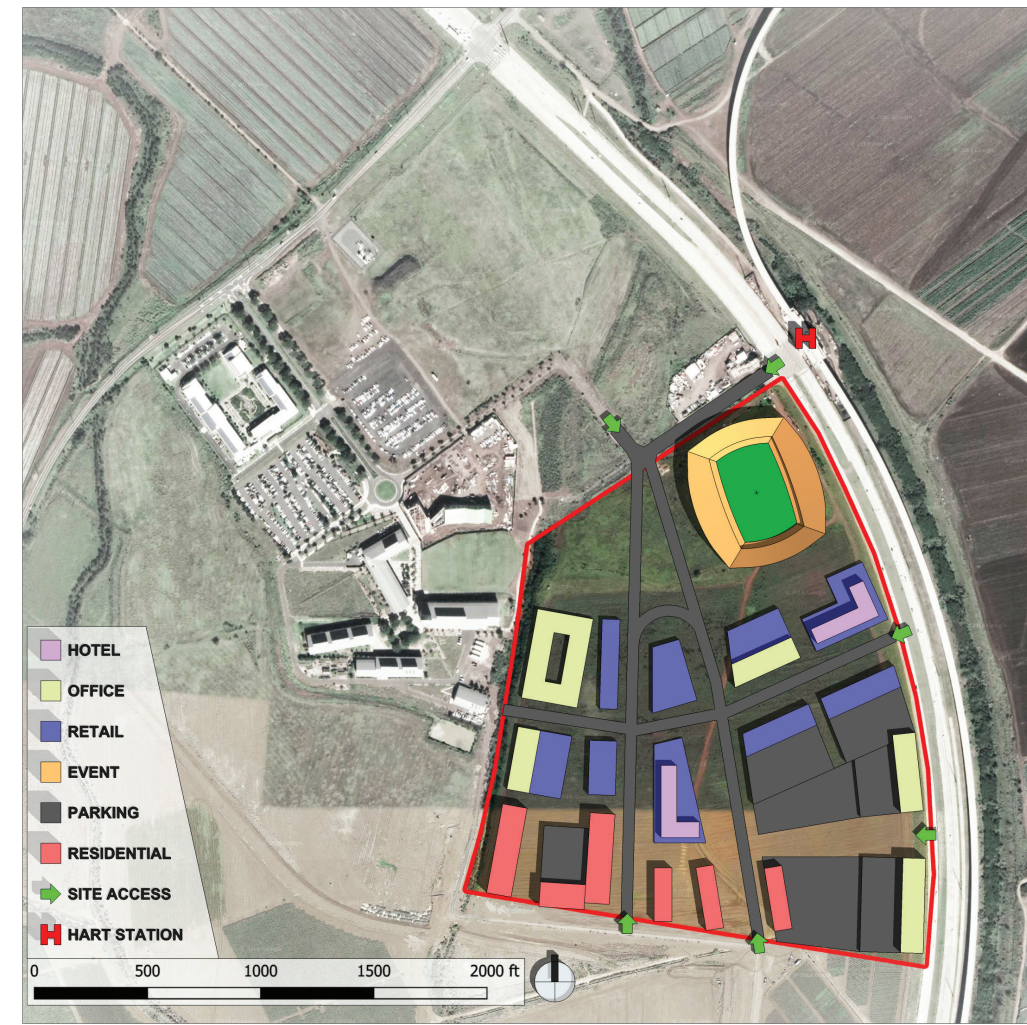 HOTEL
OFFICE
RETAIL
EVENT
PARKING
RESIDENTIAL
SITE ACCESS
HART STATION
0 500 1000 1500 2000 ft
H